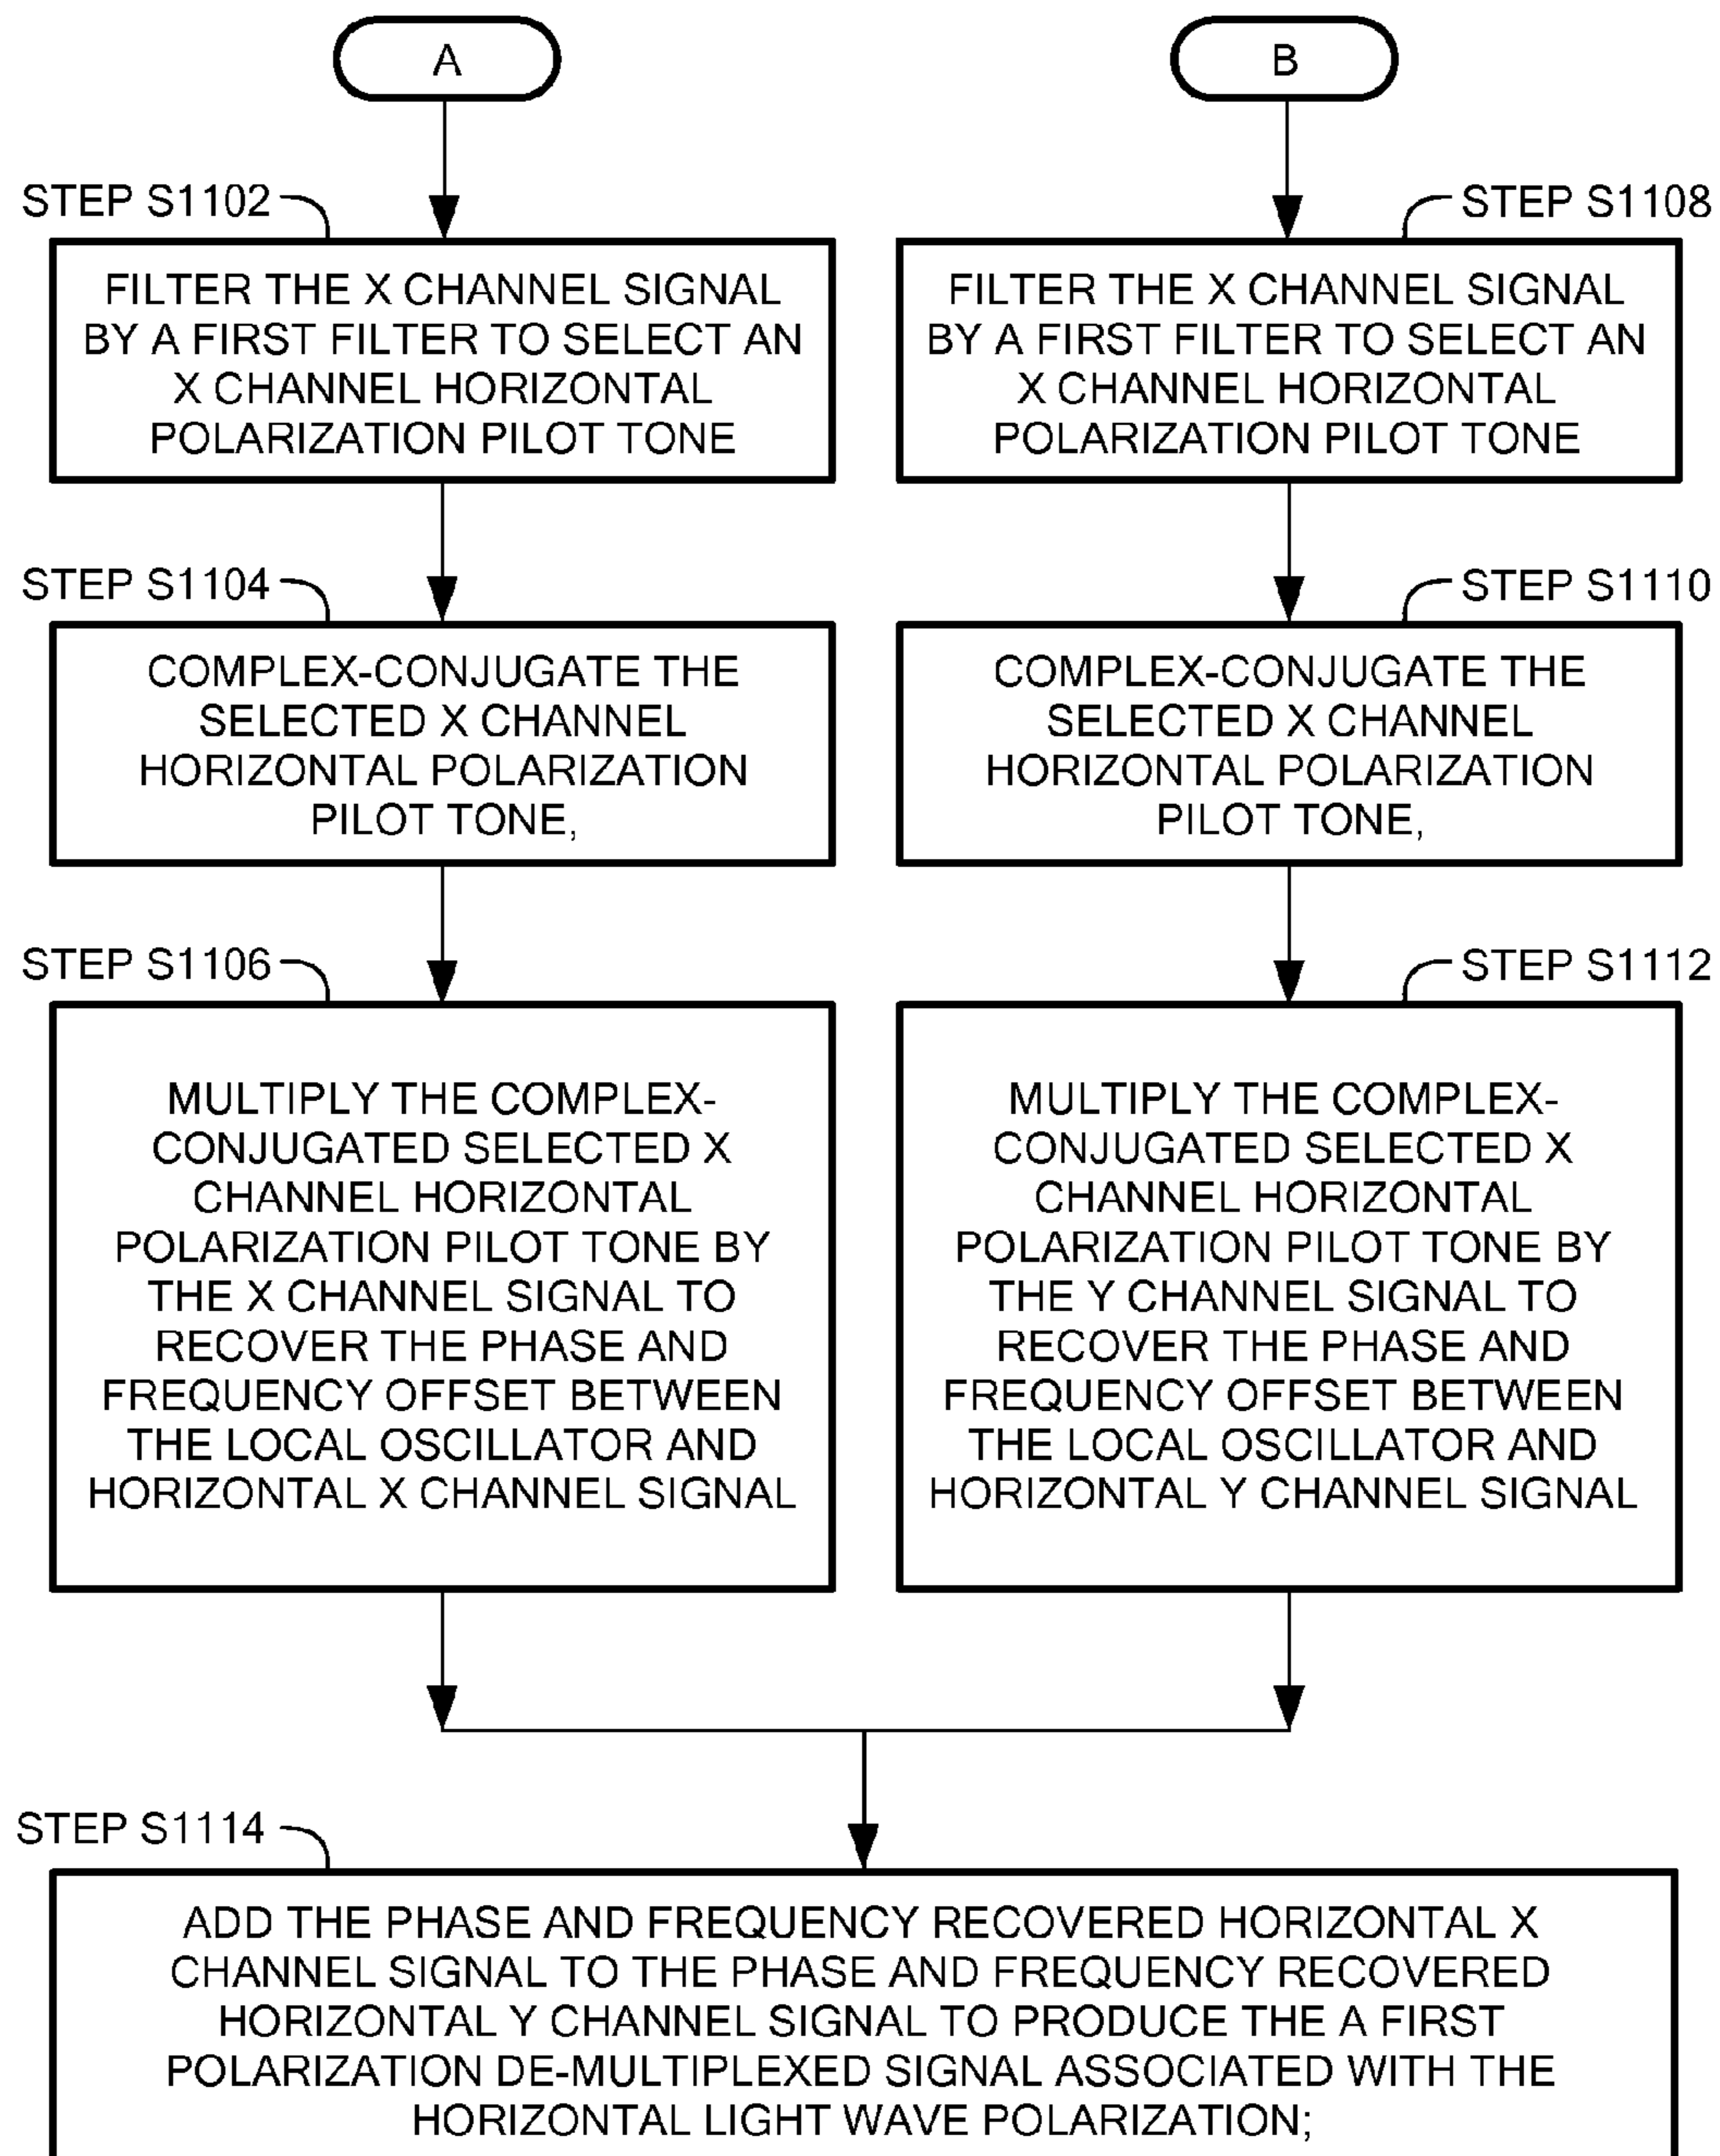 A
STEP S1102
FILTER THE X CHANNEL SIGNAL
BY A FIRST FILTER TO SELECT AN
X CHANNEL HORIZONTAL
POLARIZATION PILOT TONE
STEP S1104
COMPLEX-CONJUGATE THE
SELECTED X CHANNEL
HORIZONTAL POLARIZATION
PILOT TONE,
STEP S1106
MULTIPLY THE COMPLEX-
CONJUGATED SELECTED X
CHANNEL HORIZONTAL
POLARIZATION PILOT TONE BY
THE X CHANNEL SIGNAL TO
RECOVER THE PHASE AND
FREQUENCY OFFSET BETWEEN
THE LOCAL OSCILLATOR AND
HORIZONTAL X CHANNEL SIGNAL
B
STEP S1108
FILTER THE X CHANNEL SIGNAL
BY A FIRST FILTER TO SELECT AN
X CHANNEL HORIZONTAL
POLARIZATION PILOT TONE
STEP S1110
COMPLEX-CONJUGATE THE
SELECTED X CHANNEL
HORIZONTAL POLARIZATION
PILOT TONE,
STEP S1112
MULTIPLY THE COMPLEX-
CONJUGATED SELECTED X
CHANNEL HORIZONTAL
POLARIZATION PILOT TONE BY
THE Y CHANNEL SIGNAL TO
RECOVER THE PHASE AND
FREQUENCY OFFSET BETWEEN
THE LOCAL OSCILLATOR AND
HORIZONTAL Y CHANNEL SIGNAL
STEP S1114
ADD THE PHASE AND FREQUENCY RECOVERED HORIZONTAL X
CHANNEL SIGNAL TO THE PHASE AND FREQUENCY RECOVERED
HORIZONTAL Y CHANNEL SIGNAL TO PRODUCE THE A FIRST
POLARIZATION DE-MULTIPLEXED SIGNAL ASSOCIATED WITH THE
HORIZONTAL LIGHT WAVE POLARIZATION;